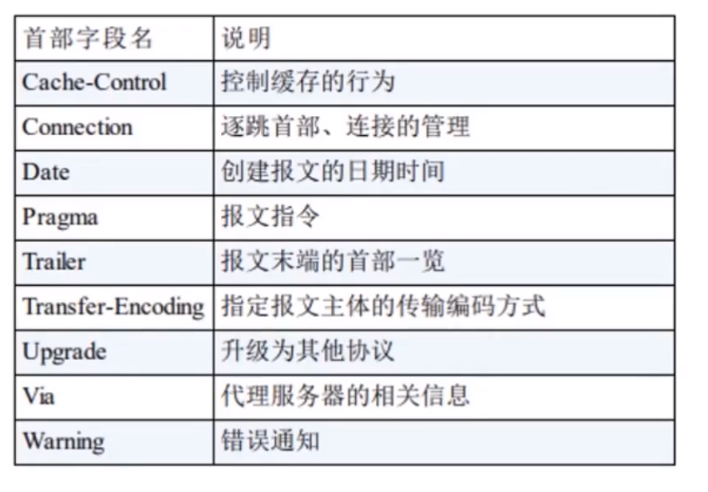 首部字段名 说明
Cache-Control 控制缓存的行为
Connection 逐跳首部、连接的管理
Date 创建报文的日期时间
Pragma 报文指令
Trailer 报文末端的首部一览
Transfer-Encoding 指定报文主体的传输编码方式
Upgrade 升级为其他协议
Via 代理服务器的相关信息
Warning 错误通知